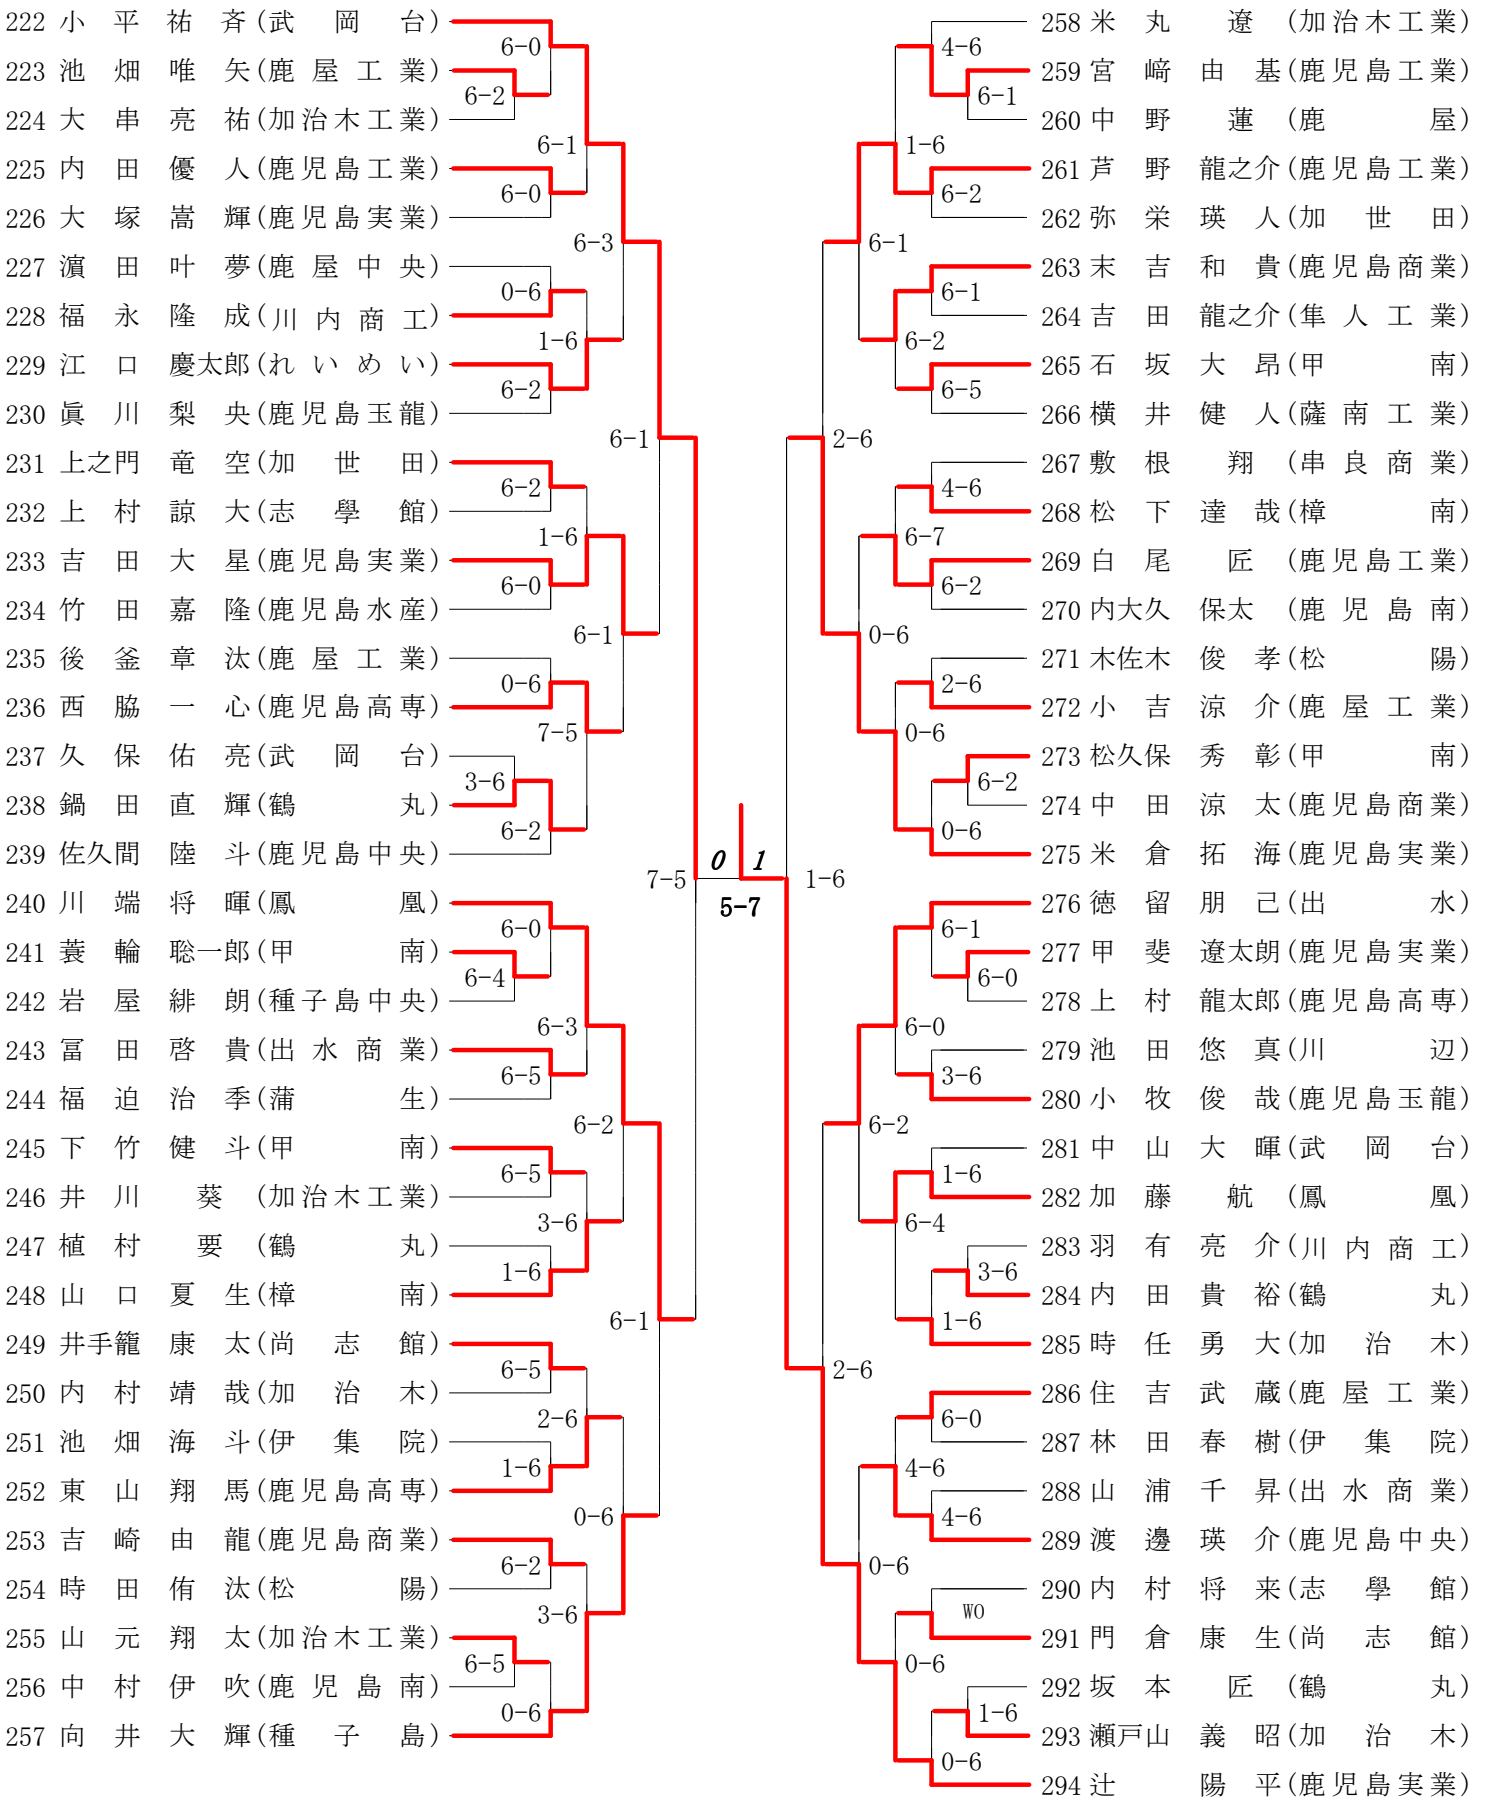 222 小平祐斉(武岡台)
6-0
223 池畑唯矢(鹿屋工業)
6-2
224 大串亮祐(加治木工業)
6-1
225 内田優人(鹿児島工業)
6-0
226 大塚嵩輝(鹿児島実業)
6-3
227 濵田叶夢(鹿屋中央)
0-6
228 福永隆成(川内商工)
1-6
229 江口慶太郎(れいめい)
6-2
230 眞川梨央(鹿児島玉龍)
6-1
231 上之門竜空(加世田)
6-2
232 上村諒大(志學館)
1-6
233 吉田大星(鹿児島実業)
6-0
234 竹田嘉隆(鹿児島水産)
6-1
235 後釜章汰(鹿屋工業)
0-6
236 西脇一心(鹿児島高専)
7-5
237 久保佑亮(武岡台)
3-6
238 鍋田直輝(鶴丸)
6-2
239 佐久間陸斗(鹿児島中央)
7-5
240 川端将暉(鳳凰)
6-0
241 蓑輪聡一郎(甲南)
6-4
242 岩屋緋朗(種子島中央)
6-3
243 冨田啓貴(出水商業)
6-5
244 福迫治季(蒲生)
6-2
245 下竹健斗(甲南)
6-5
246 井川葵(加治木工業)
3-6
247 植村要(鶴丸)
1-6
248 山口夏生(樟南)
6-1
249 井手籠康太(尚志館)
6-5
250 内村靖哉(加治木)
2-6
251 池畑海斗(伊集院)
1-6
252 東山翔馬(鹿児島高専)
0-6
253 吉崎由龍(鹿児島商業)
6-2
254 時田侑汰(松陽)
3-6
255 山元翔太(加治木工業)
6-5
256 中村伊吹(鹿児島南)
0-6
257 向井大輝(種子島)
0 1
5-7
258 米丸遼(加治木工業)
4-6
259 宮﨑由基(鹿児島工業)
6-1
260 中野蓮(鹿屋)
1-6
261 芦野龍之介(鹿児島工業)
6-2
262 弥栄瑛人(加世田)
6-1
263 末吉和貴(鹿児島商業)
6-1
264 吉田龍之介(隼人工業)
6-2
265 石坂大昂(甲南)
6-5
266 横井健人(薩南工業)
2-6
267 敷根翔(串良商業)
4-6
268 松下達哉(樟南)
6-7
269 白尾匠(鹿児島工業)
6-2
270 内大久保太(鹿児島南)
0-6
271 木佐木俊孝(松陽)
2-6
272 小吉涼介(鹿屋工業)
0-6
273 松久保秀彰(甲南)
6-2
274 中田涼太(鹿児島商業)
0-6
275 米倉拓海(鹿児島実業)
1-6
276 徳留朋己(出水)
6-1
277 甲斐遼太朗(鹿児島実業)
6-0
278 上村龍太郎(鹿児島高専)
6-0
279 池田悠真(川辺)
3-6
280 小牧俊哉(鹿児島玉龍)
6-2
281 中山大暉(武岡台)
1-6
282 加藤航(鳳凰)
6-4
283 羽有亮介(川内商工)
3-6
284 内田貴裕(鶴丸)
1-6
285 時任勇大(加治木)
2-6
286 住吉武蔵(鹿屋工業)
6-0
287 林田春樹(伊集院)
4-6
288 山浦千昇(出水商業)
4-6
289 渡邊瑛介(鹿児島中央)
0-6
290 内村将来(志學館)
WO
291 門倉康生(尚志館)
0-6
292 坂本匠(鶴丸)
1-6
293 瀬戸山義昭(加治木)
0-6
294 辻陽平(鹿児島実業)